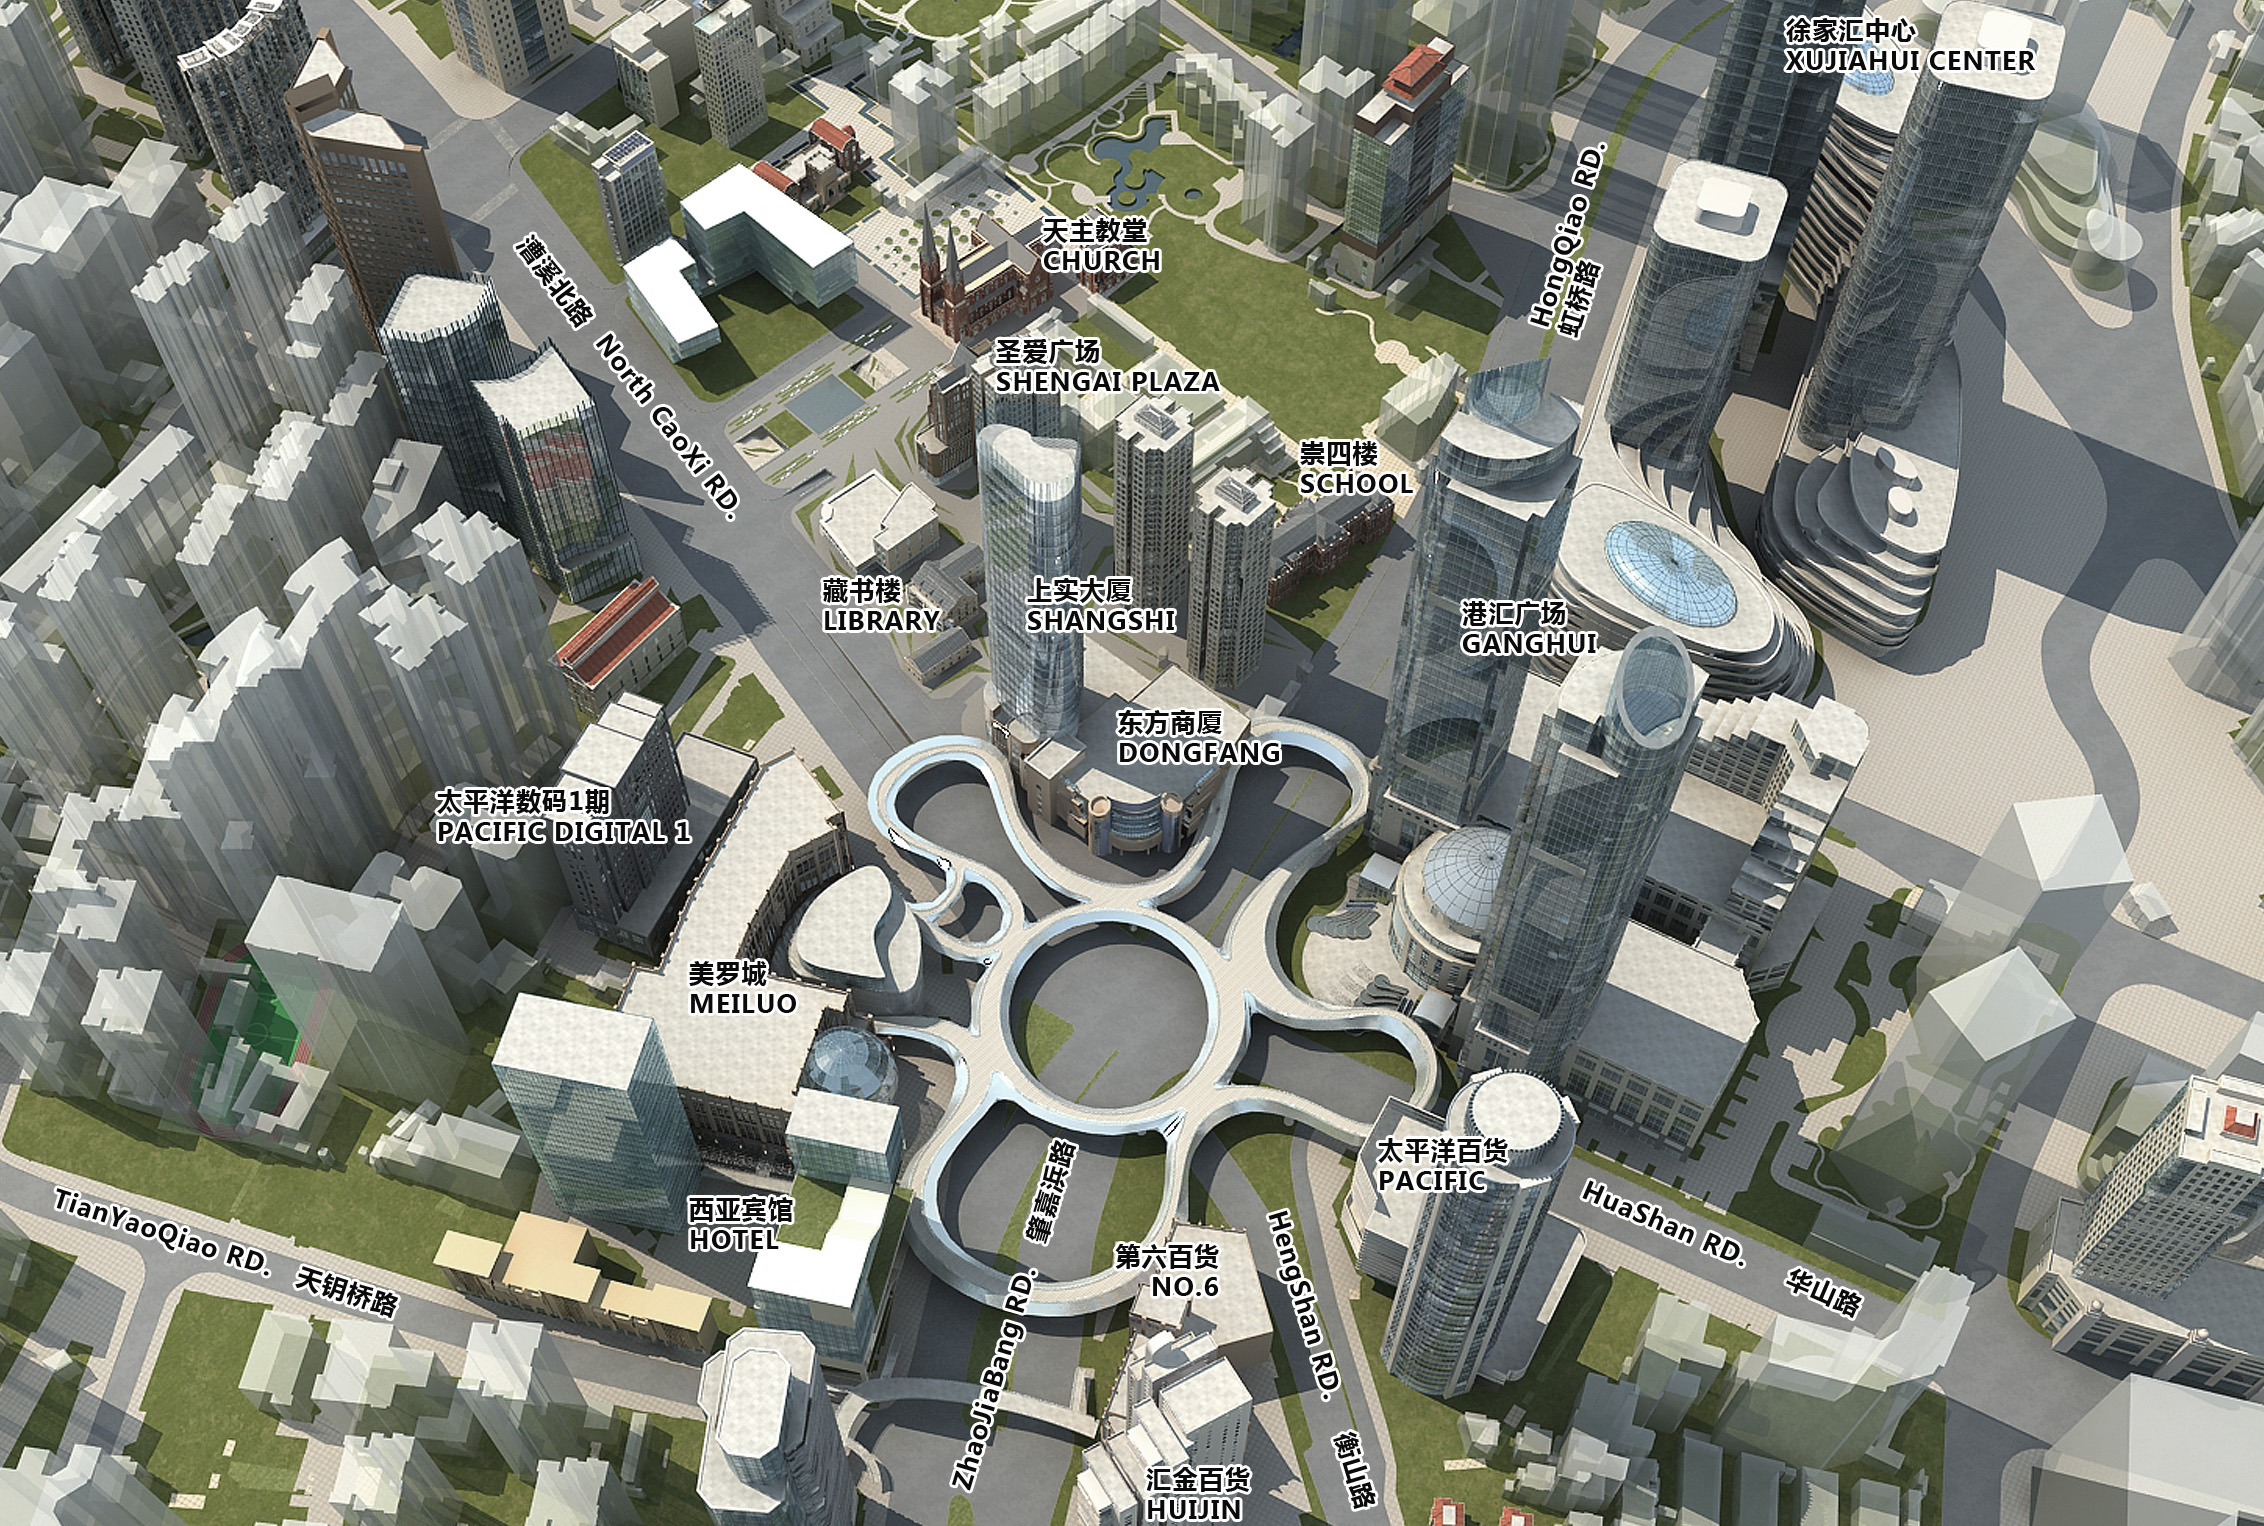 徐家汇中心
XUJIAHUI CENTER
HongQiao RD.
虹桥路
天主教堂
CHURCH
漕溪北路 North CaoXi RD.
圣爱广场
SHENGAI PLAZA
崇四楼
SCHOOL
藏书楼
LIBRARY
上实大厦
SHANGSHI
港汇广场
GANGHUI
东方商厦
DONGFANG
太平洋数码1期
PACIFIC DIGITAL 1
美罗城
MEILUO
太平洋百货
PACIFIC
西亚宾馆
HOTEL
TianYaoQiao RD. 天钥桥路
ZhaoJiaBang RD. 肇嘉浜路
第六百货
NO.6
HengShan RD. 衡山路
HuaShan RD. 华山路
汇金百货
HUIJIN